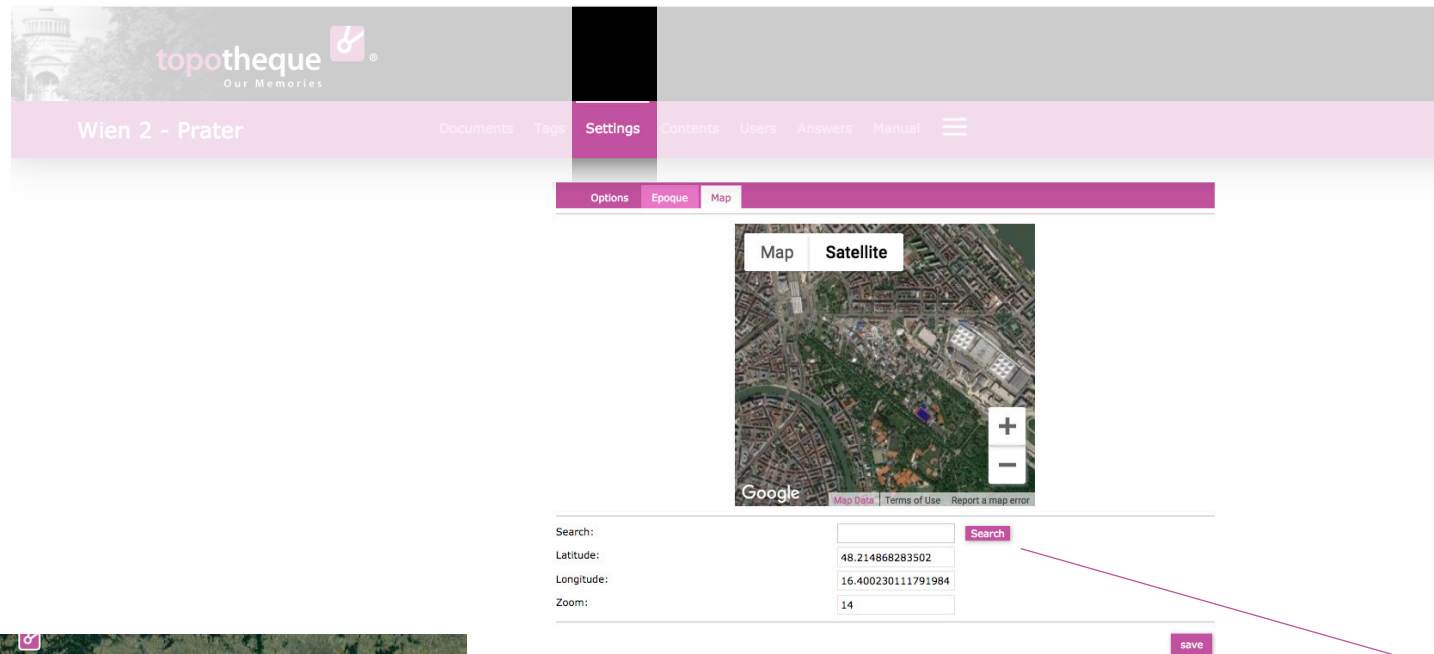 topotheque ®
Our Memories
Wien 2 - Prater
Documents Tags Settings Contents Users Answers Manual
Options Epoque Map
Map Satellite
+
−
Google
Map Data Terms of Use Report a map error
Search: Search
Latitude: 48.214868283502
Longitude: 16.400230111791984
Zoom: 14
save